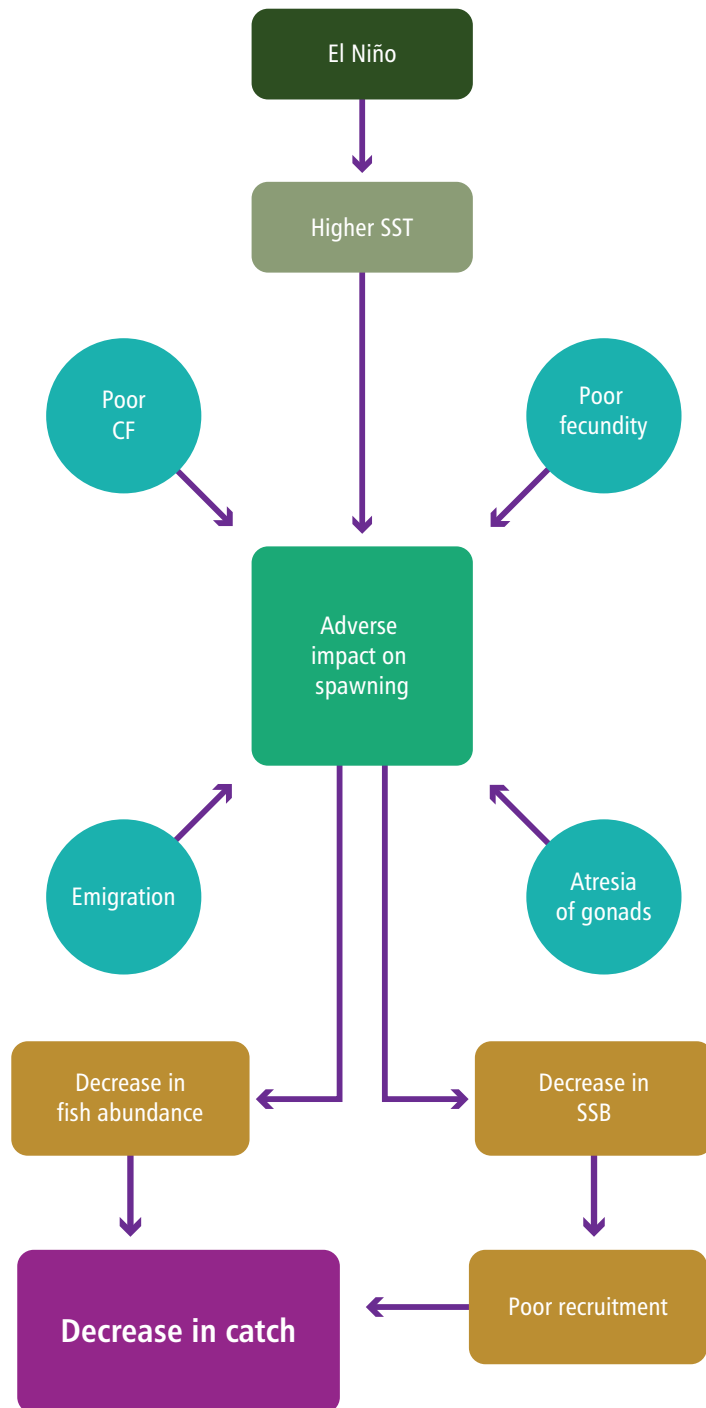 El Niño
Higher SST
Poor
CF
Poor
fecundity
Adverse
impact on
spawning
Emigration
Atresia
of gonads
Decrease in
fish abundance
Decrease in
SSB
Decrease in catch
Poor recruitment